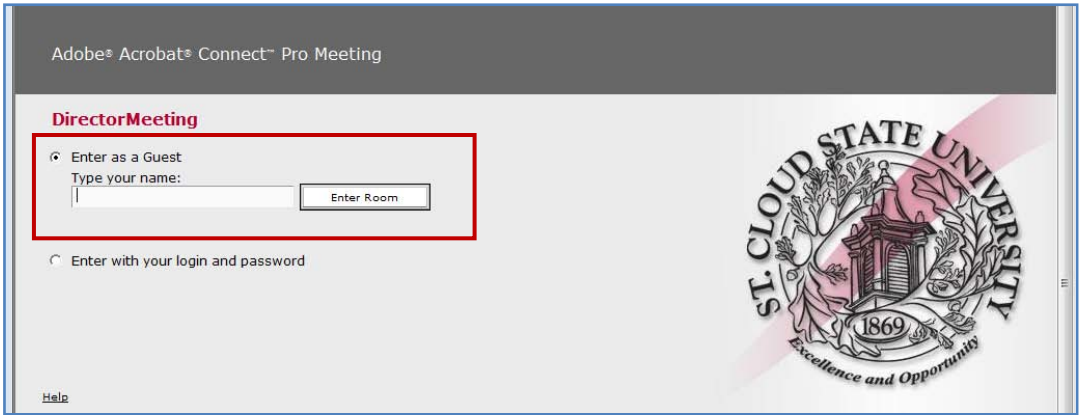 Adobe® Acrobat® Connect™ Pro Meeting
DirectorMeeting
Enter as a Guest
Type your name:
Enter Room
Enter with your login and password
Help
ST. CLOUD STATE UNIVERSITY
1869
Excellence and Opportunity